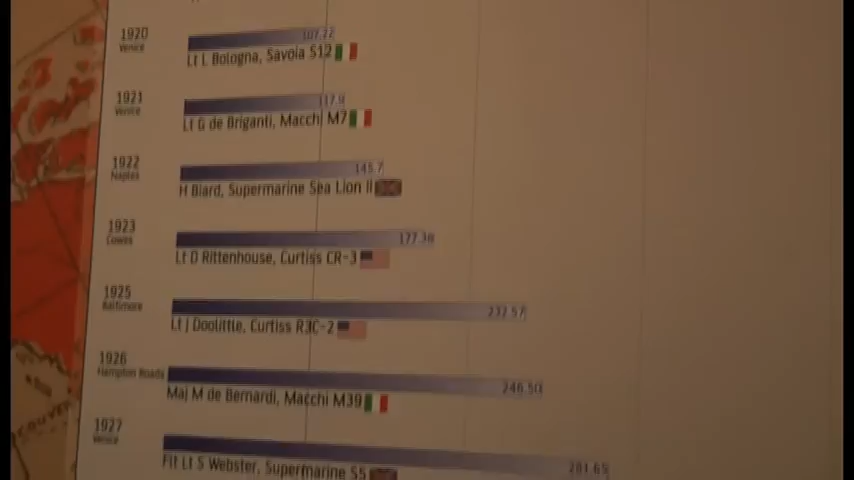 1920
Venice
107.22
Lt L Bologna, Savoia S12
1921
Venice
117.9
Lt G de Briganti, Macchi M7
1922
Naples
145.7
H Biard, Supermarine Sea Lion II
1923
Cowes
177.38
Lt D Rittenhouse, Curtiss CR-3
1925
Baltimore
232.57
Lt J Doolittle, Curtiss R3C-2
1926
Hampton Roads
246.50
Maj M de Bernardi, Macchi M39
1927
Venice
281.65
Flt Lt S Webster, Supermarine S5